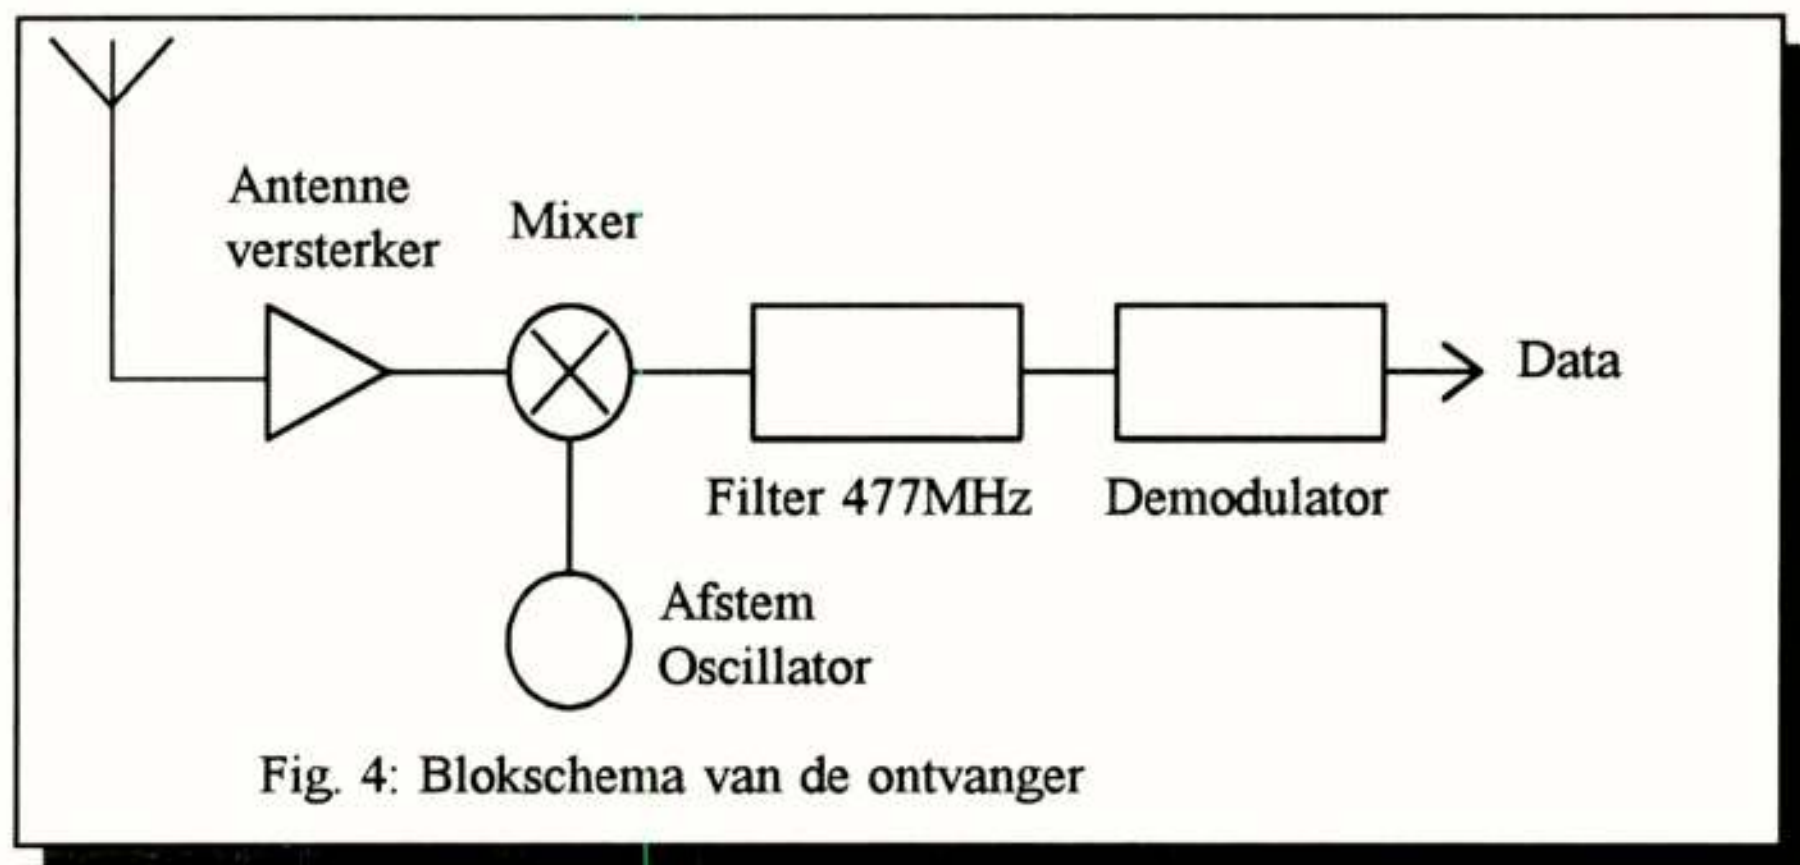 Antenne
versterker
Mixer
Data
Filter 477MHz
Demodulator
Afstem
Oscillator
Fig. 4: Blokschema van de ontvanger